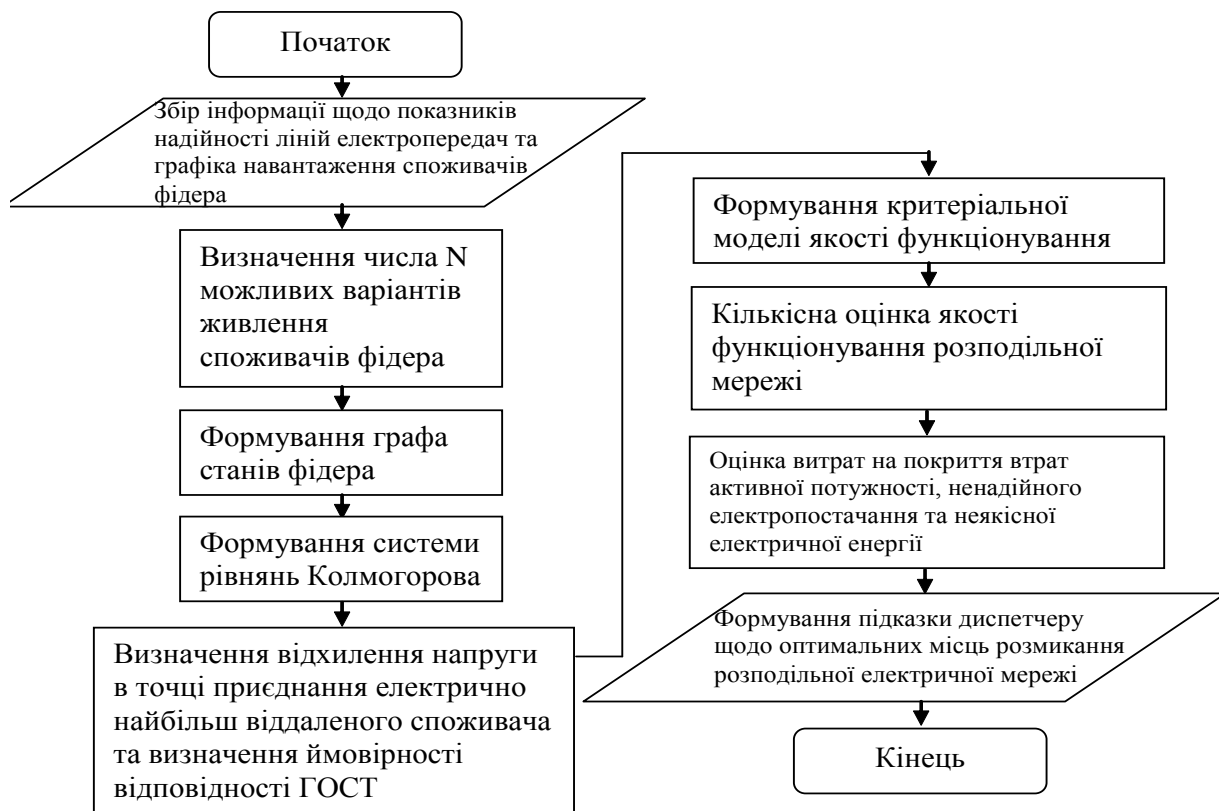 Початок
Збір інформації щодо показників
надійності ліній електропередач та
графіка навантаження споживачів
фідера
Визначення числа N
можливих варіантів
живлення
споживачів фідера
Формування графа
станів фідера
Формування системи
рівнянь Колмогорова
Визначення відхилення напруги
в точці приєднання електрично
найбільш віддаленого споживача
та визначення ймовірності
відповідності ГОСТ
Формування критеріальної
моделі якості функціонування
Кількісна оцінка якості
функціонування розподільної
мережі
Оцінка витрат на покриття втрат
активної потужності, ненадійного
електропостачання та неякісної
електричної енергії
Формування підказки диспетчеру
щодо оптимальних місць розмикання
розподільної електричної мережі
Кінець